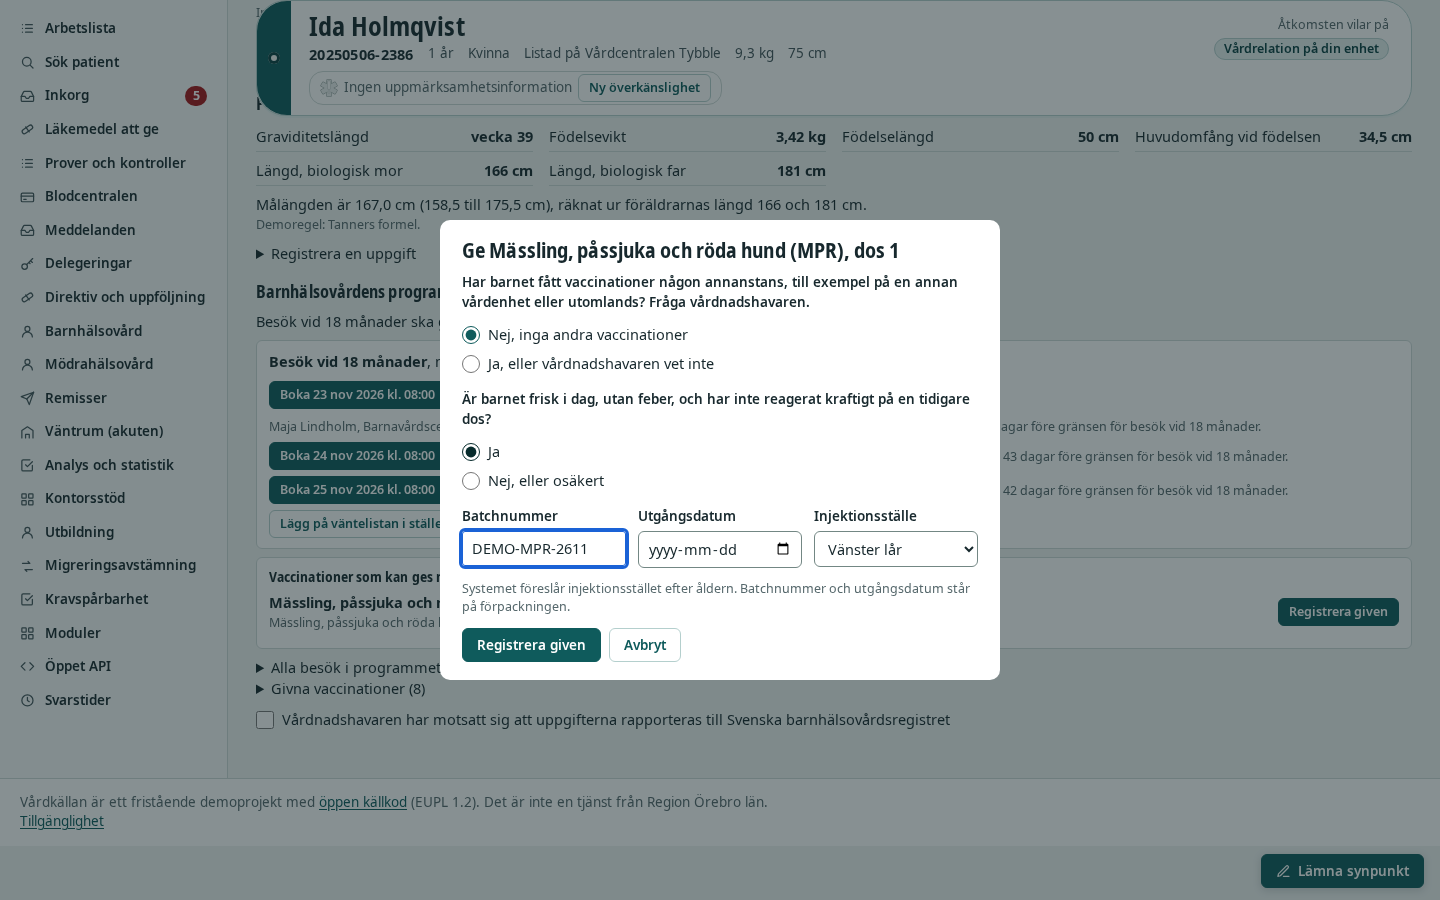 Arbetslista
Sök patient
Inkorg 5
Läkemedel att ge
Prover och kontroller
Blodcentralen
Meddelanden
Delegeringar
Direktiv och uppföljning
Barnhälsovård
Mödrahälsovård
Remisser
Väntrum (akuten)
Analys och statistik
Kontorsstöd
Utbildning
Migreringsavstämning
Kravspårbarhet
Moduler
Öppet API
Svarstider
Ida Holmqvist
20250506-2386 1 år Kvinna Listad på Vårdcentralen Tybble 9,3 kg 75 cm
Ingen uppmärksamhetsinformation Ny överkänslighet
Åtkomsten vilar på
Vårdrelation på din enhet
Graviditetslängd vecka 39 Födelsevikt 3,42 kg Födelselängd 50 cm Huvudomfång vid födelsen 34,5 cm
Längd, biologisk mor 166 cm Längd, biologisk far 181 cm
Målängden är 167,0 cm (158,5 till 175,5 cm), räknat ur föräldrarnas längd 166 och 181 cm.
Demoregel: Tanners formel.
Registrera en uppgift
Barnhälsovårdens
Besök vid 18 månader ska
Besök vid 18 månader,
Boka 23 nov 2026 kl. 08:00
Maja Lindholm,
före gränsen för besök vid 18 månader.
Boka 24 nov 2026 kl. 08:00
43 dagar före gränsen för besök vid 18 månader.
Boka 25 nov 2026 kl. 08:00
42 dagar före gränsen för besök vid 18 månader.
Lägg på väntelistan i
Vaccinationer som kan ges
Mässling, påssjuka och
Mässling, påssjuka och röda
Registrera given
Alla besök i programmet
Givna vaccinationer (8)
Vårdnadshavaren har motsatt sig att uppgifterna rapporteras till Svenska barnhälsovårdsregistret
Ge Mässling, påssjuka och röda hund (MPR), dos 1
Har barnet fått vaccinationer någon annanstans, till exempel på en annan
vårdenhet eller utomlands? Fråga vårdnadshavaren.
Nej, inga andra vaccinationer
Ja, eller vårdnadshavaren vet inte
Är barnet frisk i dag, utan feber, och har inte reagerat kraftigt på en tidigare
dos?
Ja
Nej, eller osäkert
Batchnummer Utgångsdatum Injektionsställe
DEMO-MPR-2611 yyyy-mm-dd Vänster lår
Systemet föreslår injektionsstället efter åldern. Batchnummer och utgångsdatum står
på förpackningen.
Registrera given Avbryt
Vårdkällan är ett fristående demoprojekt med öppen källkod (EUPL 1.2). Det är inte en tjänst från Region Örebro län.
Tillgänglighet
Lämna synpunkt